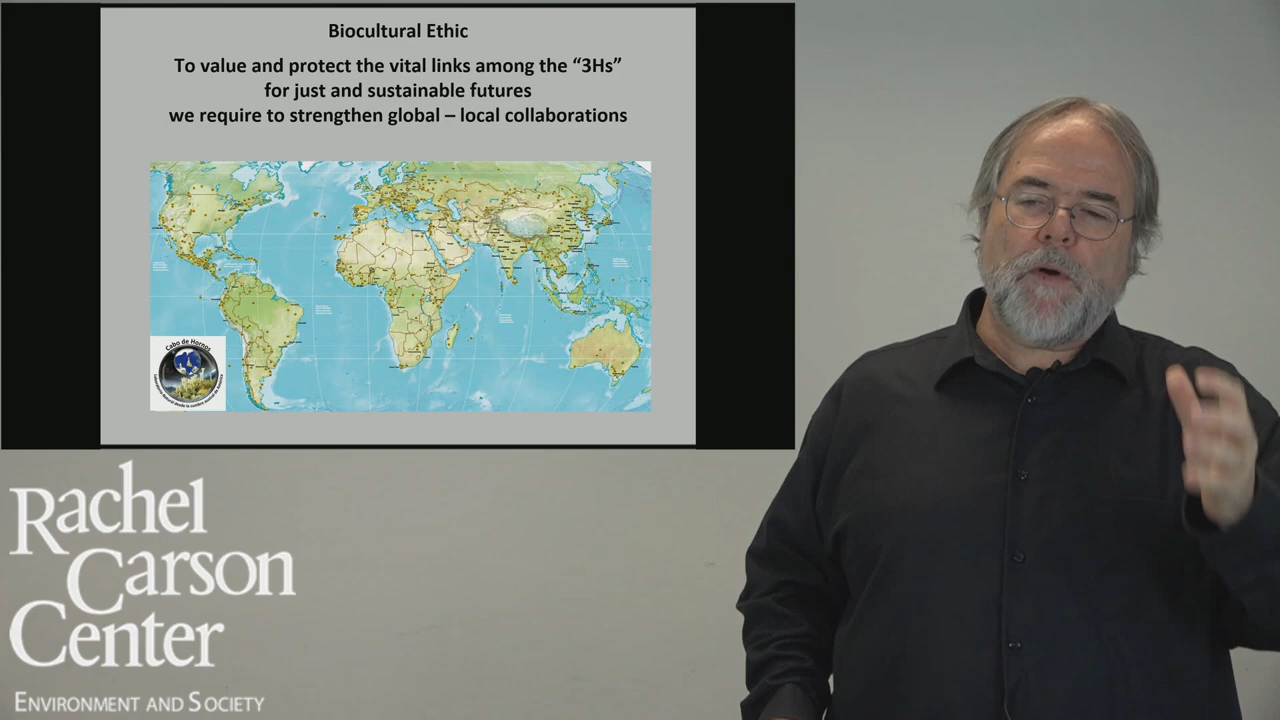 Biocultural Ethic
To value and protect the vital links among the “3Hs”
for just and sustainable futures
we require to strengthen global – local collaborations
Cabo de Hornos
Rachel
Carson
Center
ENVIRONMENT AND SOCIETY